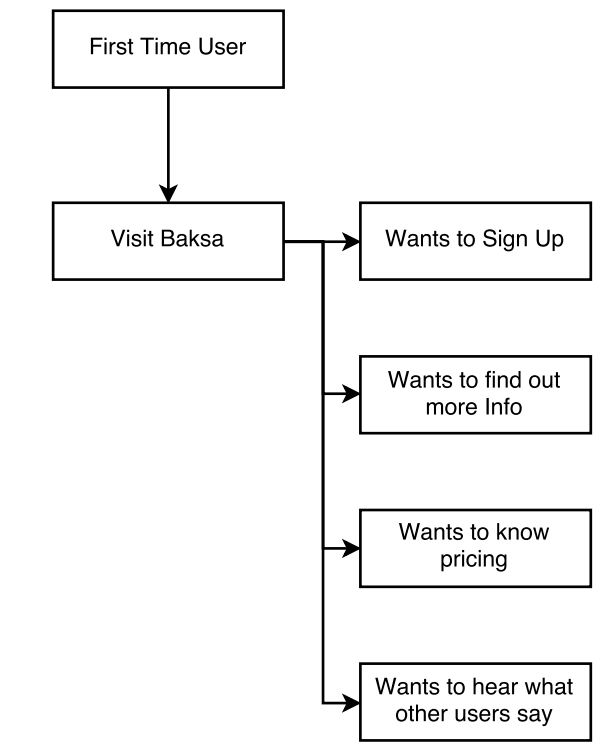 First Time User
Visit Baksa
Wants to Sign Up
Wants to find out
more Info
Wants to know
pricing
Wants to hear what
other users say